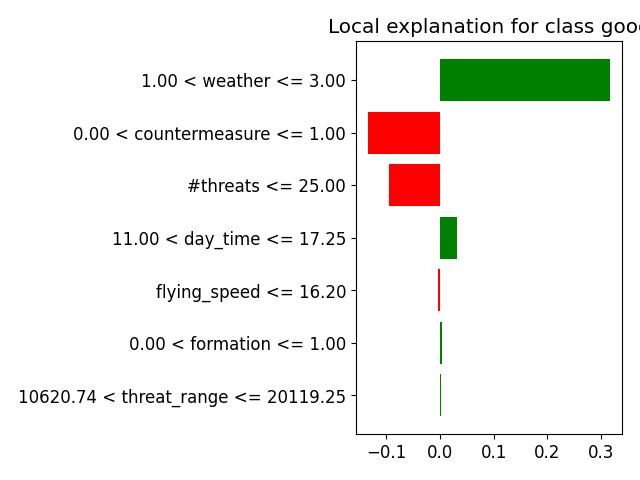 Local explanation for class goo
1.00 < weather <= 3.00
0.00 < countermeasure <= 1.00
#threats <= 25.00
11.00 < day_time <= 17.25
flying_speed <= 16.20
0.00 < formation <= 1.00
10620.74 < threat_range <= 20119.25
−0.1 0.0 0.1 0.2 0.3